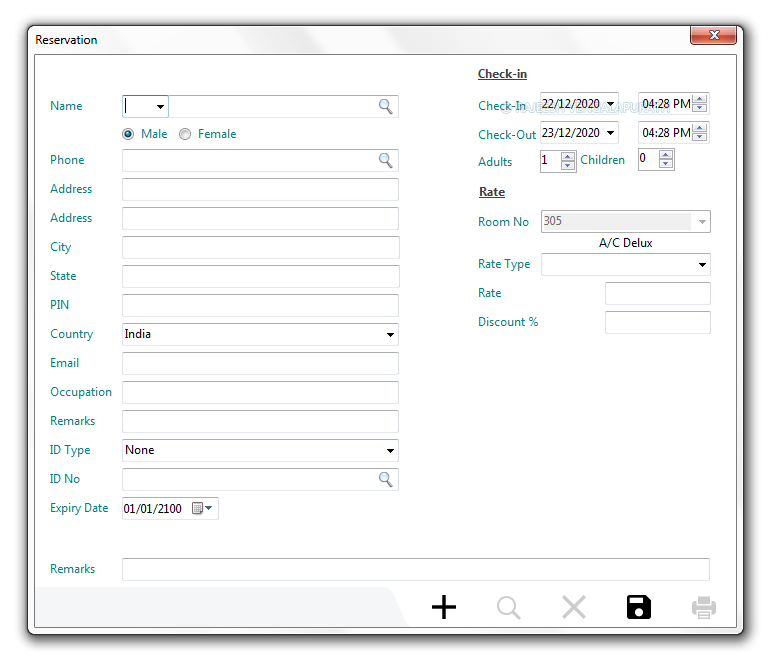 Reservation
Name
Male Female
Phone
Address
Address
City
State
PIN
Country India
Email
Occupation
Remarks
ID Type None
ID No
Expiry Date 01/01/2100
Check-in
Check-In 22/12/2020 04:28 PM
Check-Out 23/12/2020 04:28 PM
Adults 1 Children 0
Rate
Room No 305
A/C Delux
Rate Type
Rate
Discount %
Remarks